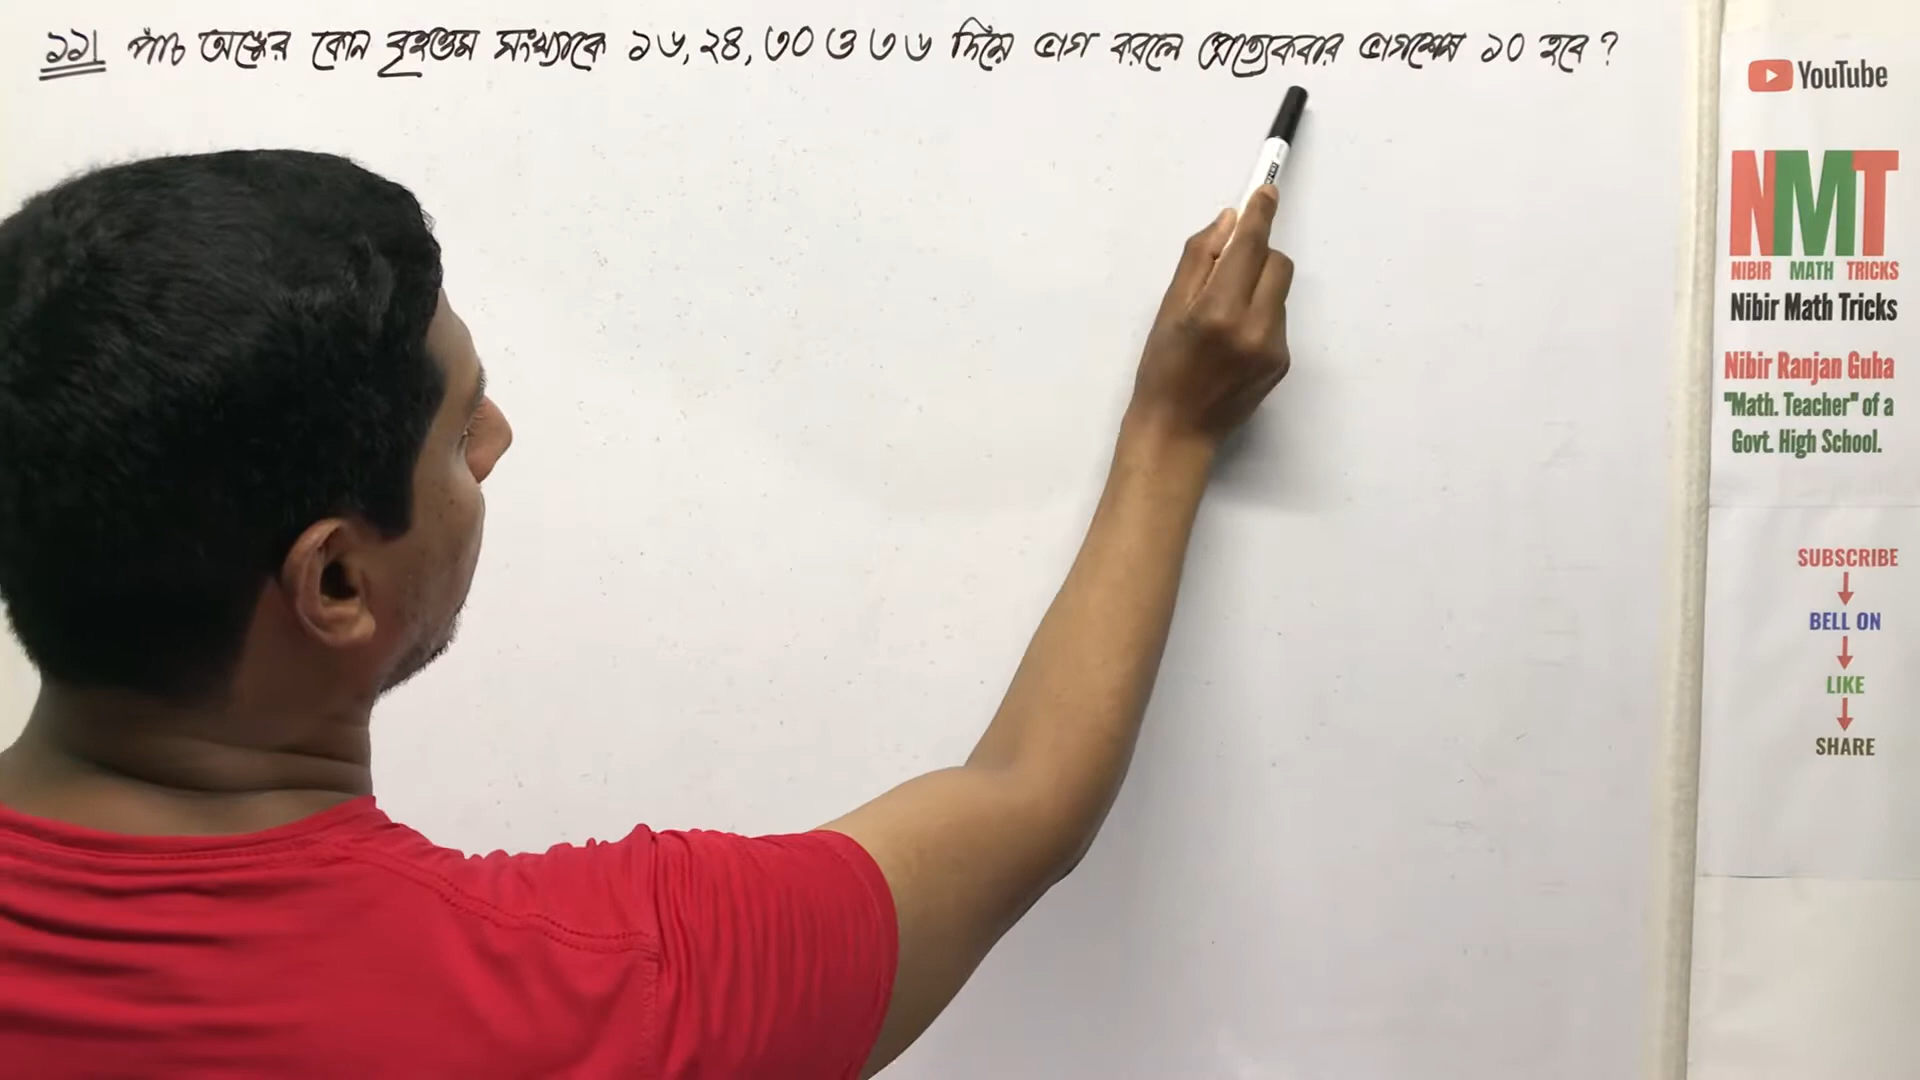 ১১। পাঁচ অঙ্কের কোন বৃহত্তম সংখ্যাকে ১৬, ২৪, ৩০ ও ৩৬ দিয়ে ভাগ করলে প্রত্যেকবার ভাগশেষ ১০ হবে ?
YouTube
NMT
NIBIR MATH TRICKS
Nibir Math Tricks
Nibir Ranjan Guha
"Math. Teacher" of a
Govt. High School.
SUBSCRIBE
BELL ON
LIKE
SHARE